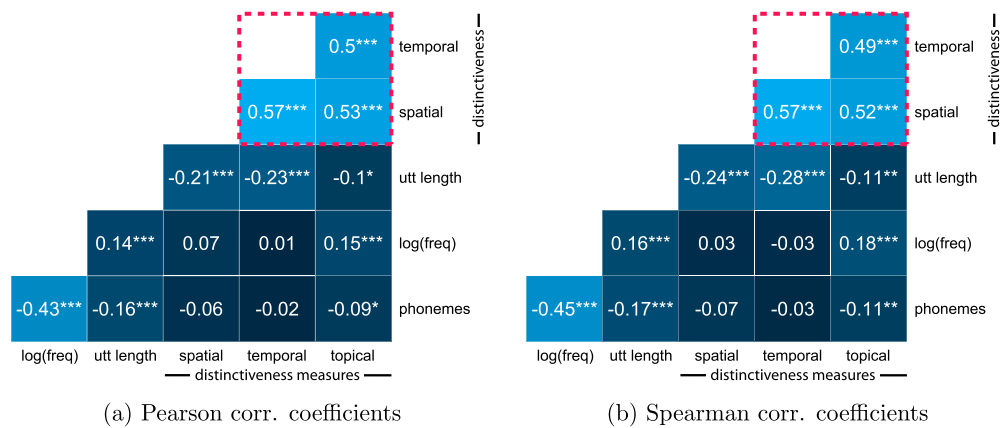 0.5*** temporal
0.57*** 0.53*** spatial
distinctiveness
-0.21*** -0.23*** -0.1* utt length
0.14*** 0.07 0.01 0.15*** log(freq)
-0.43*** -0.16*** -0.06 -0.02 -0.09* phonemes
log(freq) utt length spatial temporal topical
distinctiveness measures
(a) Pearson corr. coefficients
0.49*** temporal
0.57*** 0.52*** spatial
distinctiveness
-0.24*** -0.28*** -0.11** utt length
0.16*** 0.03 -0.03 0.18*** log(freq)
-0.45*** -0.17*** -0.07 -0.03 -0.11** phonemes
log(freq) utt length spatial temporal topical
distinctiveness measures
(b) Spearman corr. coefficients